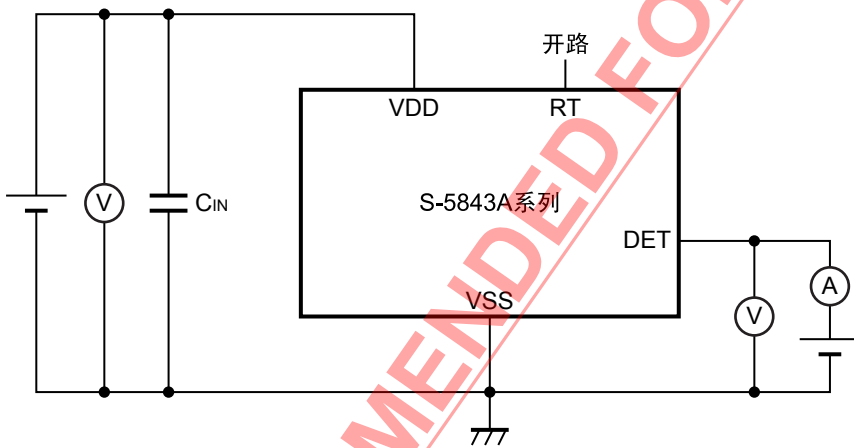 开路
VDD
RT
V
CIN
S-5843A系列
DET
A
VSS
V
MENDED FO